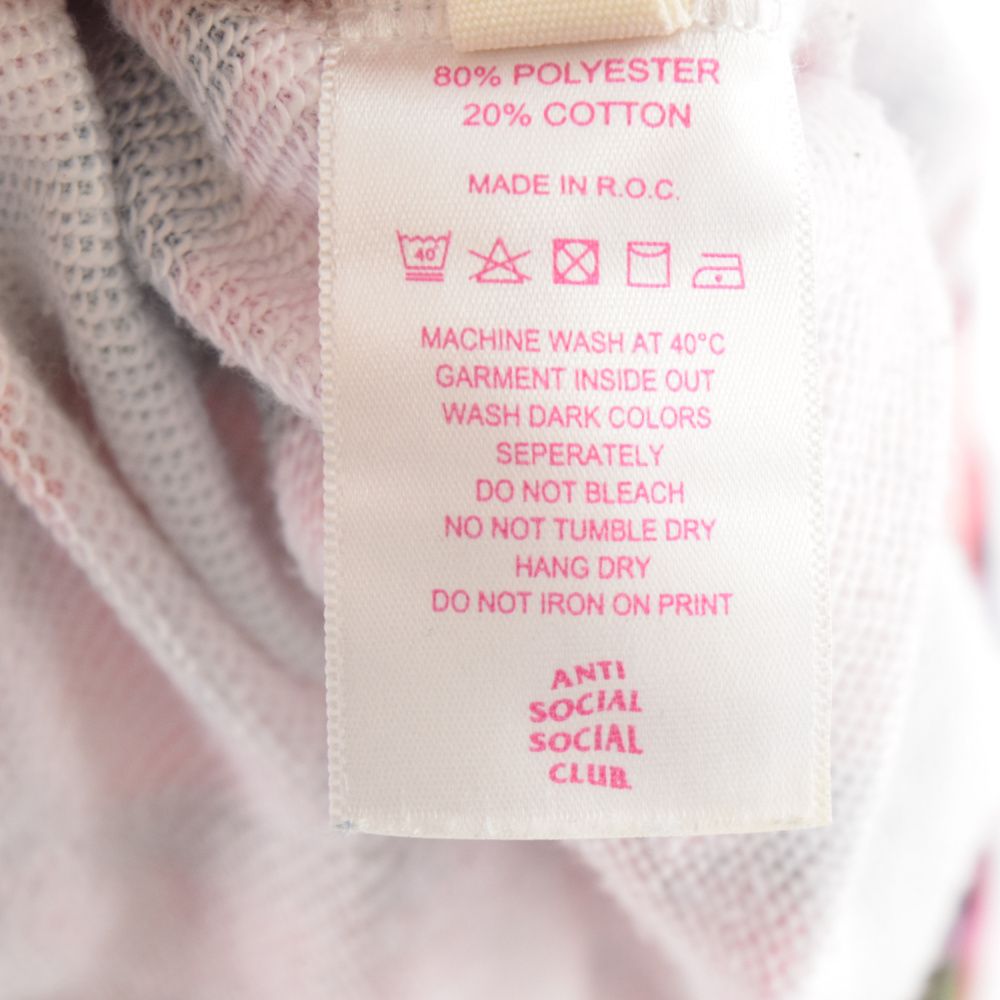 80% POLYESTER
20% COTTON
MADE IN R.O.C.
40°
MACHINE WASH AT 40°C
GARMENT INSIDE OUT
WASH DARK COLORS
SEPERATELY
DO NOT BLEACH
NO NOT TUMBLE DRY
HANG DRY
DO NOT IRON ON PRINT
ANTI
SOCIAL
SOCIAL
CLUB.